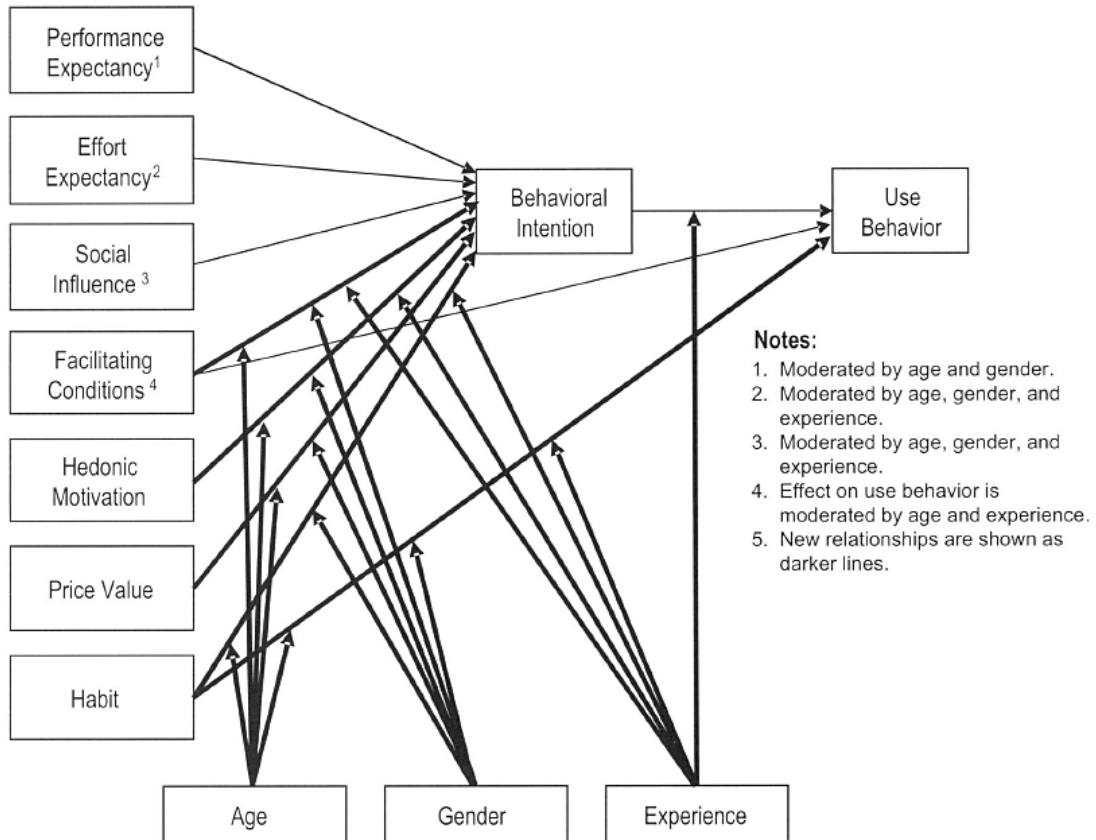 Performance
Expectancy1
Effort
Expectancy2
Social
Influence 3
Facilitating
Conditions 4
Hedonic
Motivation
Price Value
Habit
Behavioral
Intention
Use
Behavior
Notes:
1. Moderated by age and gender.
2. Moderated by age, gender, and
experience.
3. Moderated by age, gender, and
experience.
4. Effect on use behavior is
moderated by age and experience.
5. New relationships are shown as
darker lines.
Age
Gender
Experience